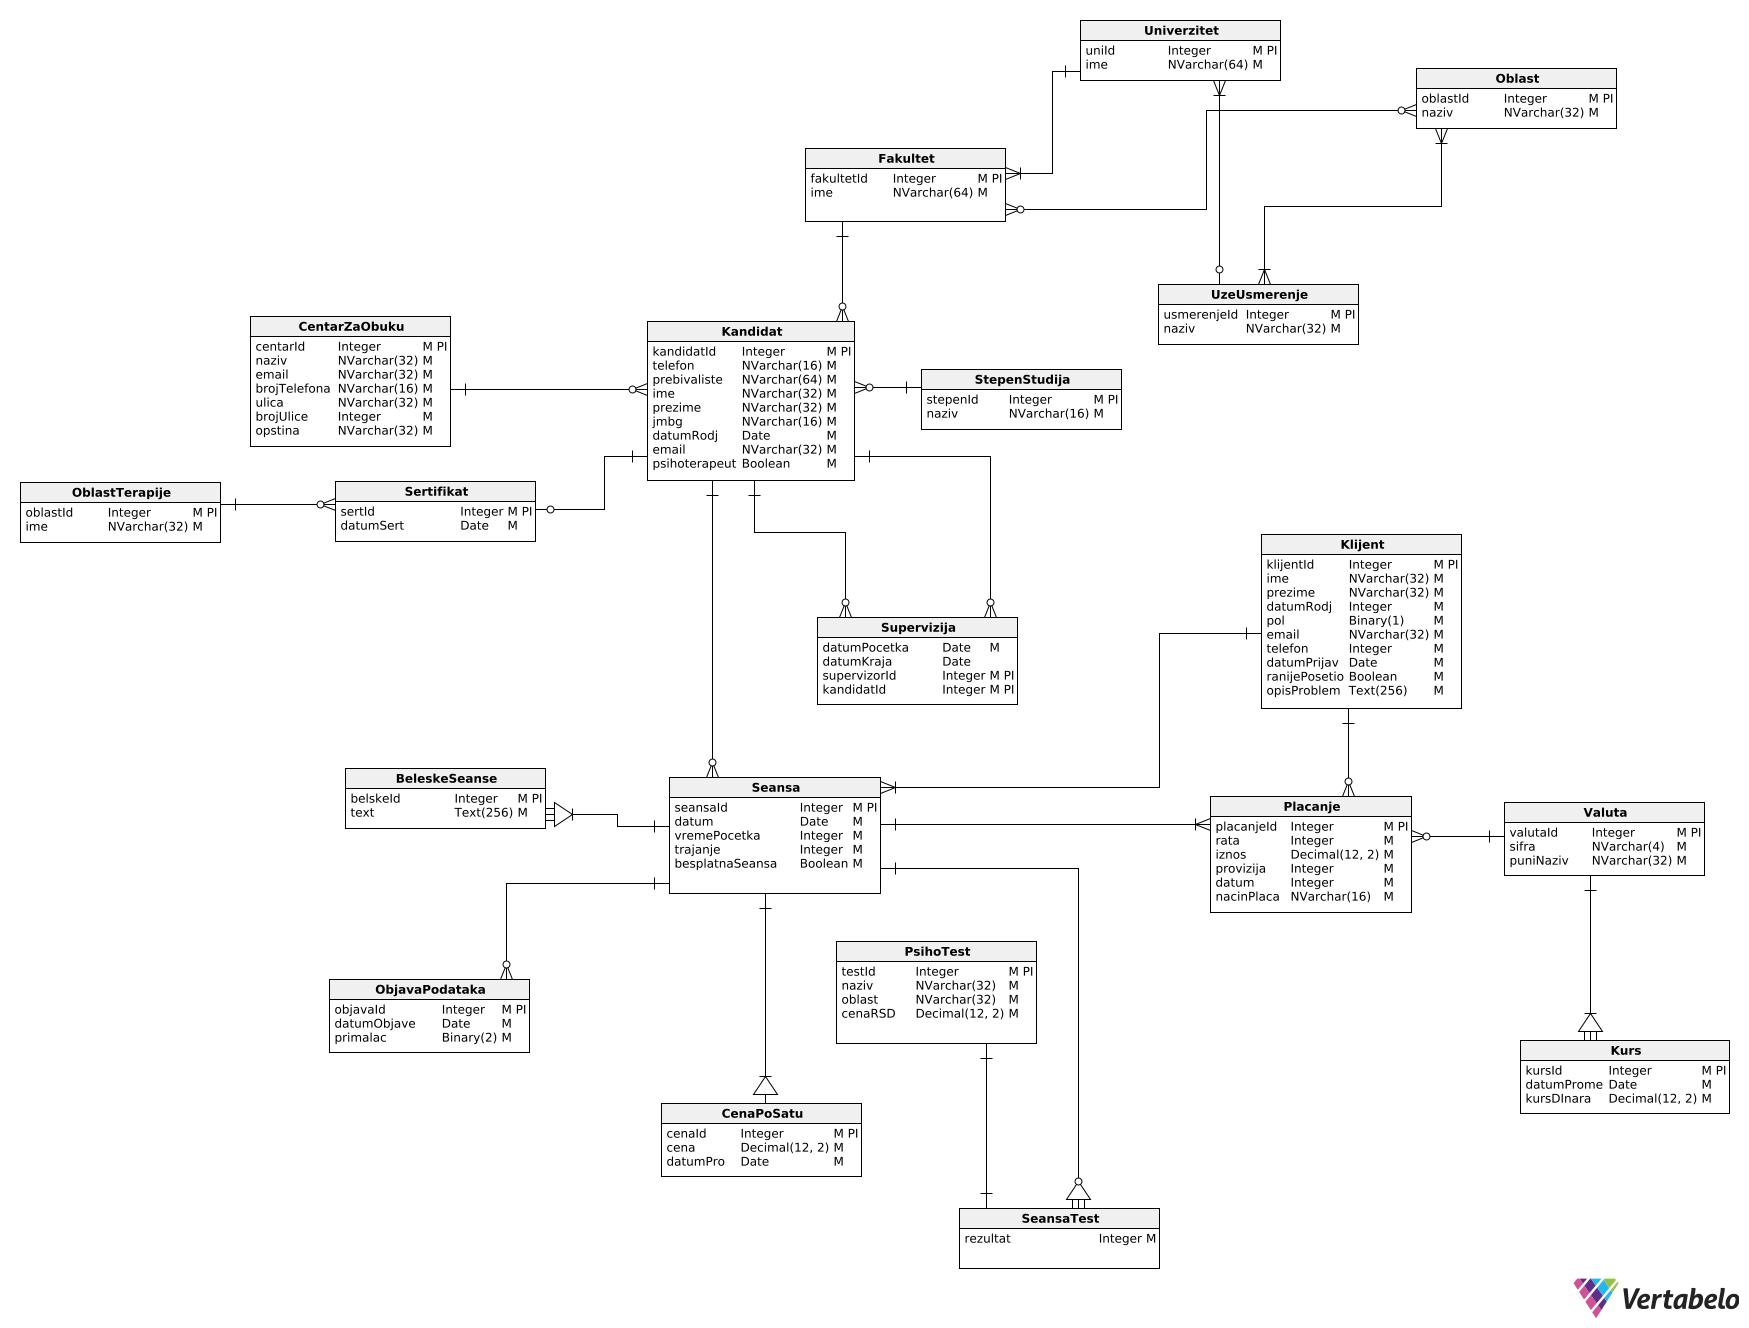 Univerzitet
uniId Integer M PI
ime NVarchar(64) M
Oblast
oblastId Integer M PI
naziv NVarchar(32) M
Fakultet
fakultetId Integer M PI
ime NVarchar(64) M
UzeUsmerenje
usmerenjeId Integer M PI
naziv NVarchar(32) M
CentarZaObuku
centarId Integer M PI
naziv NVarchar(32) M
email NVarchar(32) M
brojTelefona NVarchar(16) M
ulica NVarchar(32) M
brojUlice Integer M
opstina NVarchar(32) M
Kandidat
kandidatId Integer M PI
telefon NVarchar(16) M
prebivaliste NVarchar(64) M
ime NVarchar(32) M
prezime NVarchar(32) M
jmbg NVarchar(16) M
datumRodj Date M
email NVarchar(32) M
psihoterapeut Boolean M
StepenStudija
stepenId Integer M PI
naziv NVarchar(16) M
OblastTerapije
oblastId Integer M PI
ime NVarchar(32) M
Sertifikat
sertId Integer M PI
datumSert Date M
Klijent
klijentId Integer M PI
ime NVarchar(32) M
prezime NVarchar(32) M
datumRodj Integer M
pol Binary(1) M
email NVarchar(32) M
telefon Integer M
datumPrijav Date M
ranijePosetio Boolean M
opisProblem Text(256) M
Supervizija
datumPocetka Date M
datumKraja Date
supervizorId Integer M PI
kandidatId Integer M PI
BeleskeSeanse
belskeId Integer M PI
text Text(256) M
Seansa
seansaId Integer M PI
datum Date M
vremePocetka Integer M
trajanje Integer M
besplatnaSeansa Boolean M
Placanje
placanjeId Integer M PI
rata Integer M
iznos Decimal(12, 2) M
provizija Integer M
datum Integer M
nacinPlaca NVarchar(16) M
Valuta
valutaId Integer M PI
sifra NVarchar(4) M
puniNaziv NVarchar(32) M
ObjavaPodataka
objavaId Integer M PI
datumObjave Date M
primalac Binary(2) M
PsihoTest
testId Integer M PI
naziv NVarchar(32) M
oblast NVarchar(32) M
cenaRSD Decimal(12, 2) M
Kurs
kursId Integer M PI
datumProme Date M
kursDInara Decimal(12, 2) M
CenaPoSatu
cenaId Integer M PI
cena Decimal(12, 2) M
datumPro Date M
SeansaTest
rezultat Integer M
Vertabelo